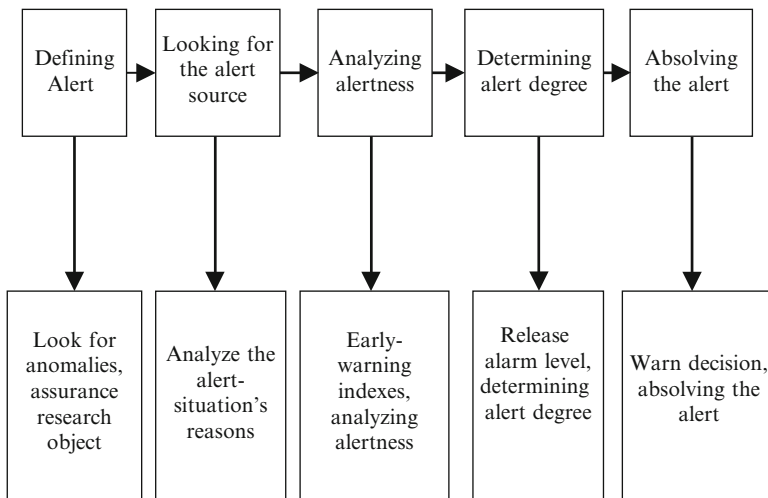 Defining
Alert
Looking for
the alert
source
Analyzing
alertness
Determining
alert degree
Absolving
the alert
Look for
anomalies,
assurance
research
object
Analyze the
alert-
situation's
reasons
Early-
warning
indexes,
analyzing
alertness
Release
alarm level,
determining
alert degree
Warn decision,
absolving the
alert